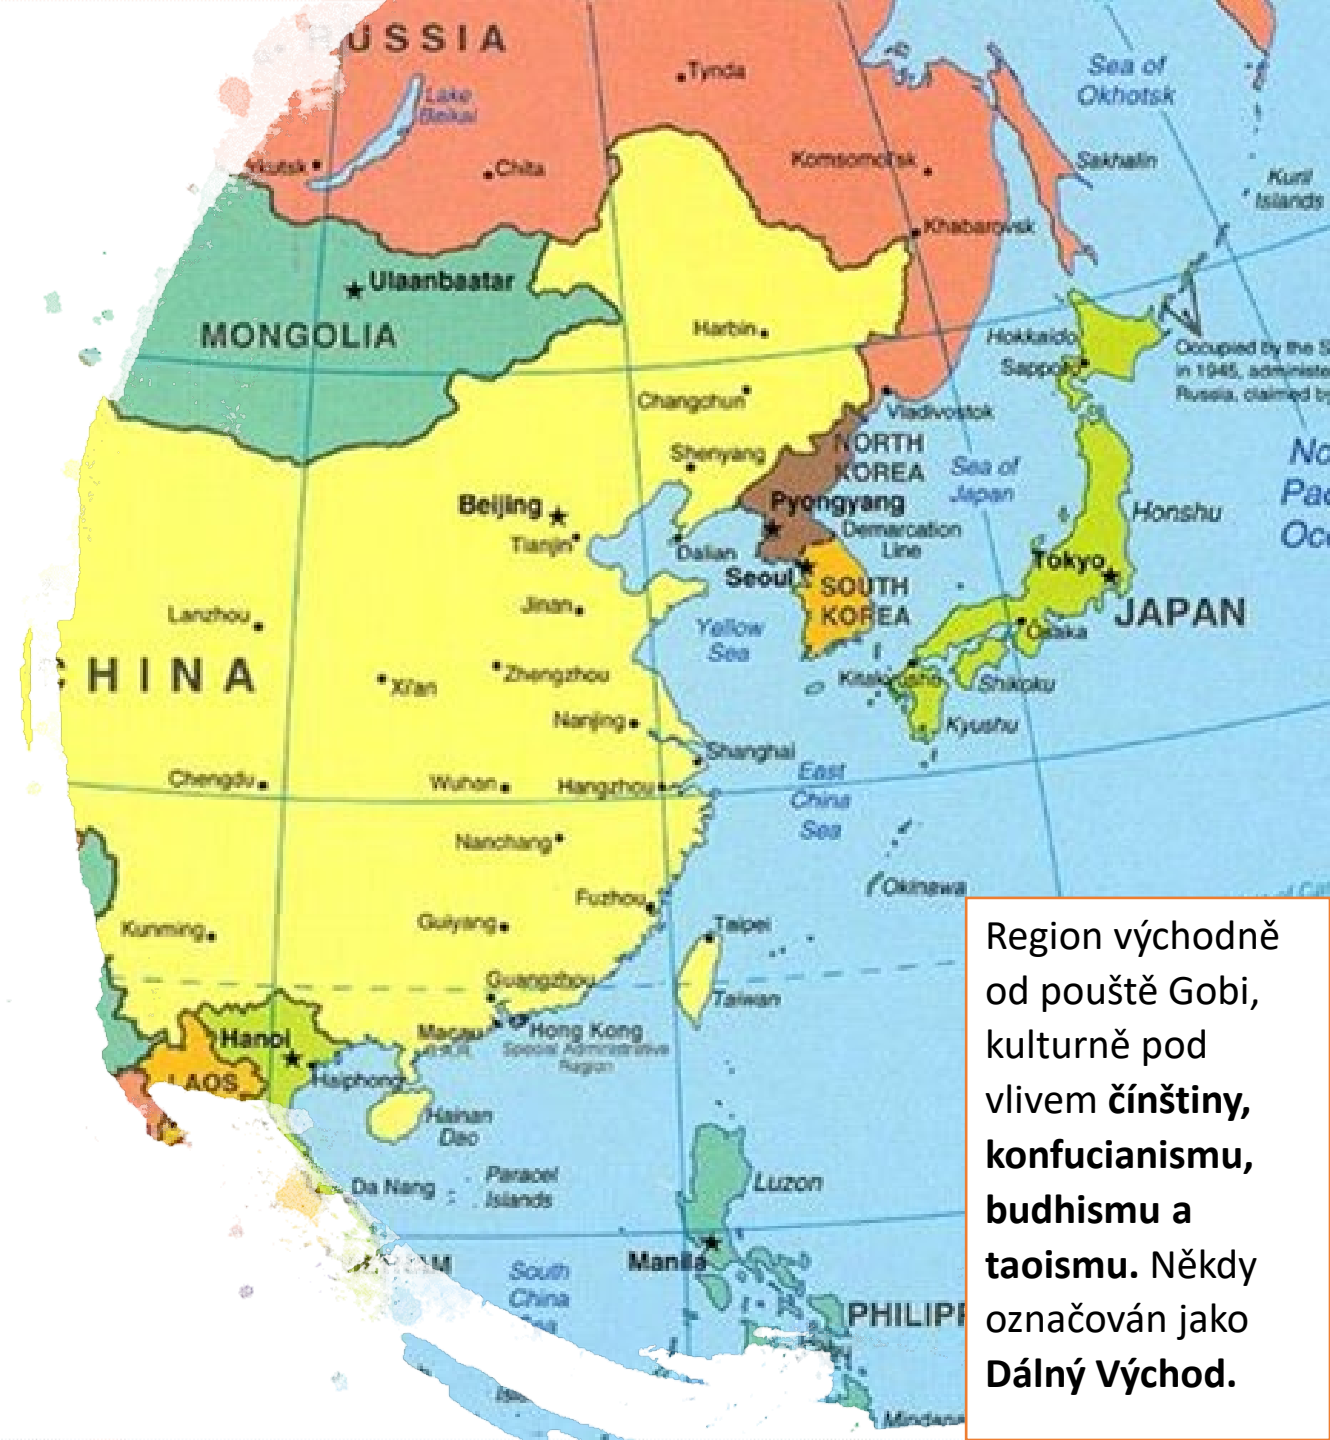 RUSSIA
Tynda
Sea of
Okhotsk
Lake
Baikal
Komsomol'sk
Sakhalin
Chita
Kuril
Islands
Khabarovsk
Ulaanbaatar
MONGOLIA
Harbin
Hokkaido
Sapporo
Occupied by the S
in 1945, administe
Russia, claimed by
Changchun
Vladivostok
NORTH
KOREA
Shenyang
Sea of
Japan
No
Pac
Oce
Beijing
Pyongyang
Honshu
Tianjin
Dalian
Demarcation
Line
Tokyo
Seoul
SOUTH
KOREA
Jinan
JAPAN
Lanzhou
Yellow
Sea
Osaka
CHINA
Xi'an
Zhengzhou
Kitakyushu
Shikoku
Nanjing
Kyushu
Shanghai
Chengdu
Wuhan
Hangzhou
East
China
Sea
Nanchang
Okinawa
Fuzhou
Kunming
Guiyang
Taipei
Guangzhou
Taiwan
Hanoi
Macau
Hong Kong
Special Administrative
Region
LAOS
Haiphong
Hainan
Dao
Paracel
Islands
Da Nang
Luzon
Manila
South
China
Sea
PHILIPP
Mindana
Region východně
od pouště Gobi,
kulturně pod
vlivem čínštiny,
konfucianismu,
budhismu a
taoismu. Někdy
označován jako
Dálný Východ.